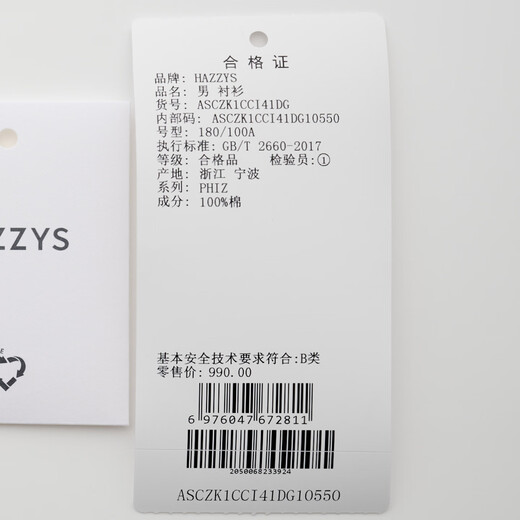 合格证
品牌: HAZZYS
品名: 男 衬衫
货号: ASCZK1CCI41DG
内部码: ASCZK1CCI41DG10550
号型: 180/100A
执行标准: GB/T 2660-2017
等级: 合格品 检验员:①
产地: 浙江 宁波
系列: PHIZ
成分: 100%棉
ZZYS
基本安全技术要求符合:B类
零售价: 990.00
6 976047 672811
2050068233924
ASCZK1CCI41DG10550